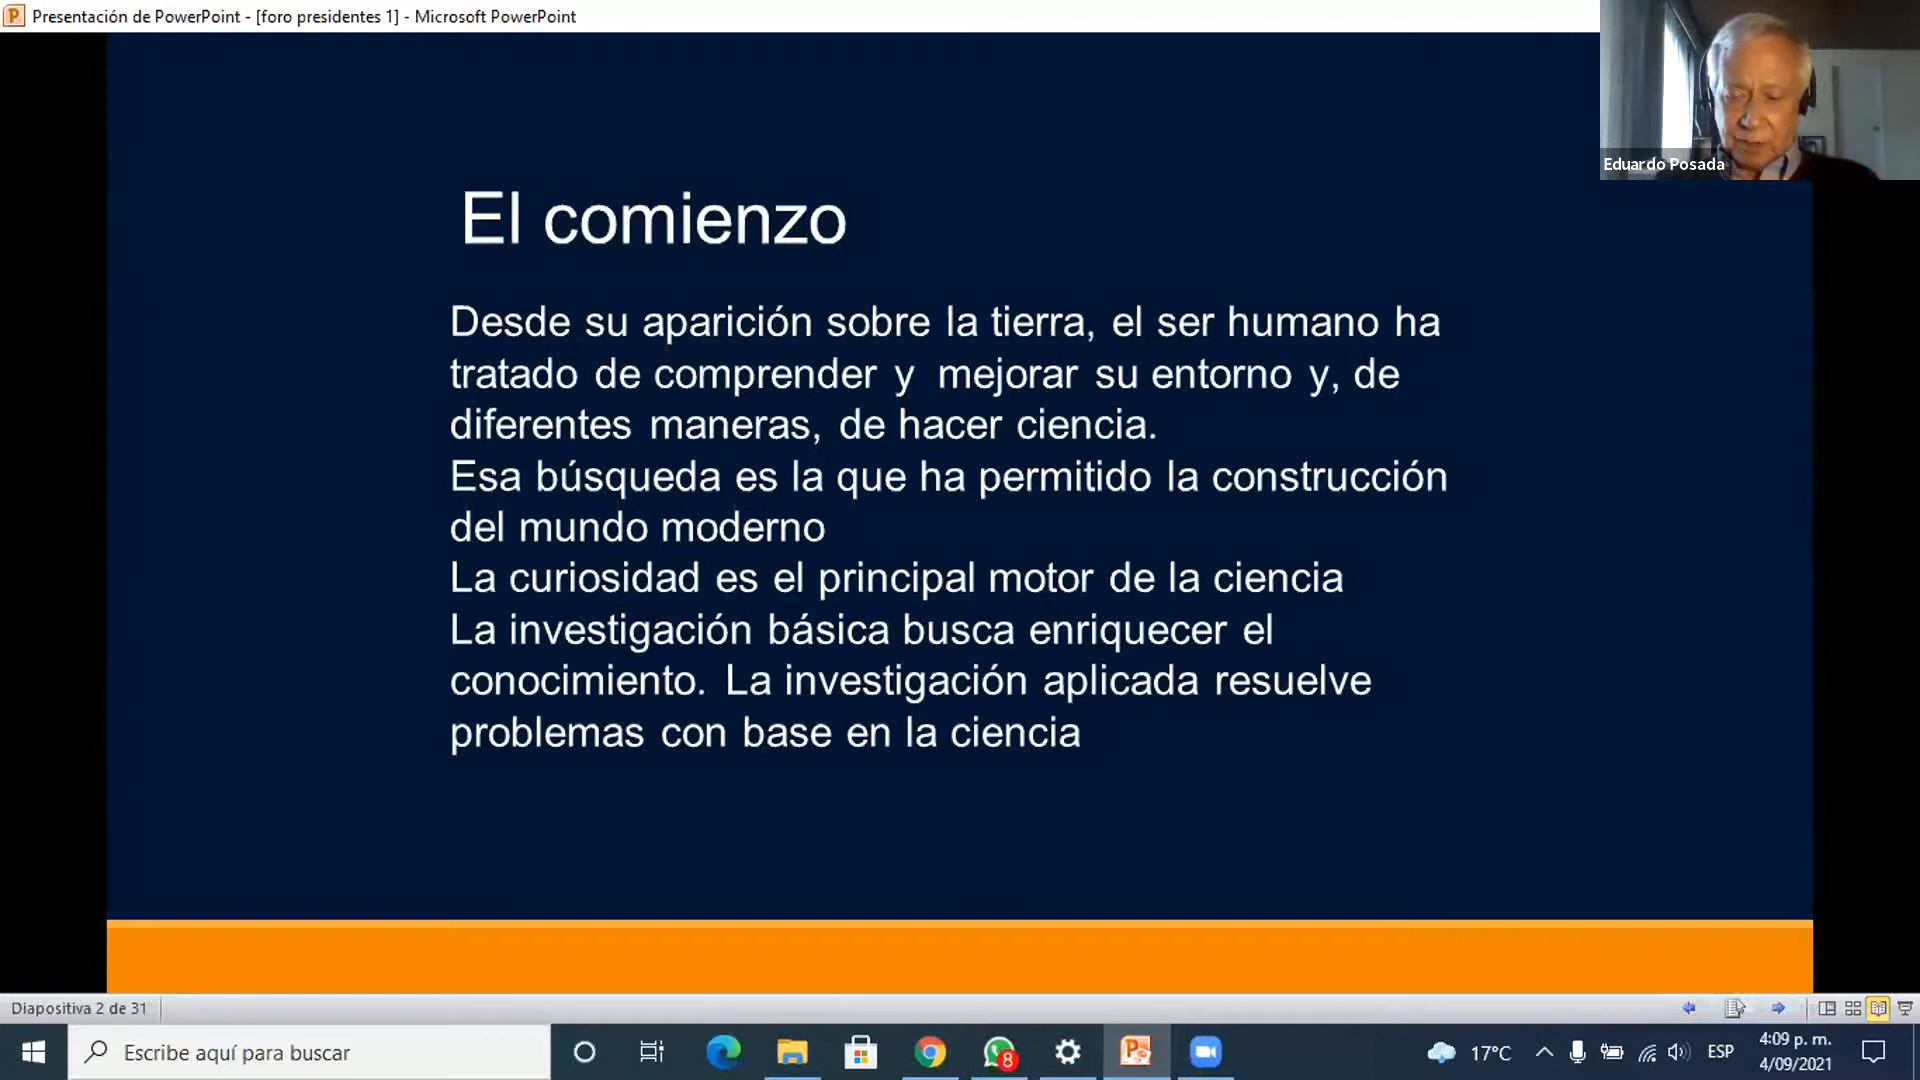 Presentación de PowerPoint - [foro presidentes 1] - Microsoft PowerPoint
Eduardo Posada
El comienzo
Desde su aparición sobre la tierra, el ser humano ha
tratado de comprender y mejorar su entorno y, de
diferentes maneras, de hacer ciencia.
Esa búsqueda es la que ha permitido la construcción
del mundo moderno
La curiosidad es el principal motor de la ciencia
La investigación básica busca enriquecer el
conocimiento. La investigación aplicada resuelve
problemas con base en la ciencia
Diapositiva 2 de 31
Escribe aquí para buscar
8
17°C
ESP
4:09 p. m.
4/09/2021